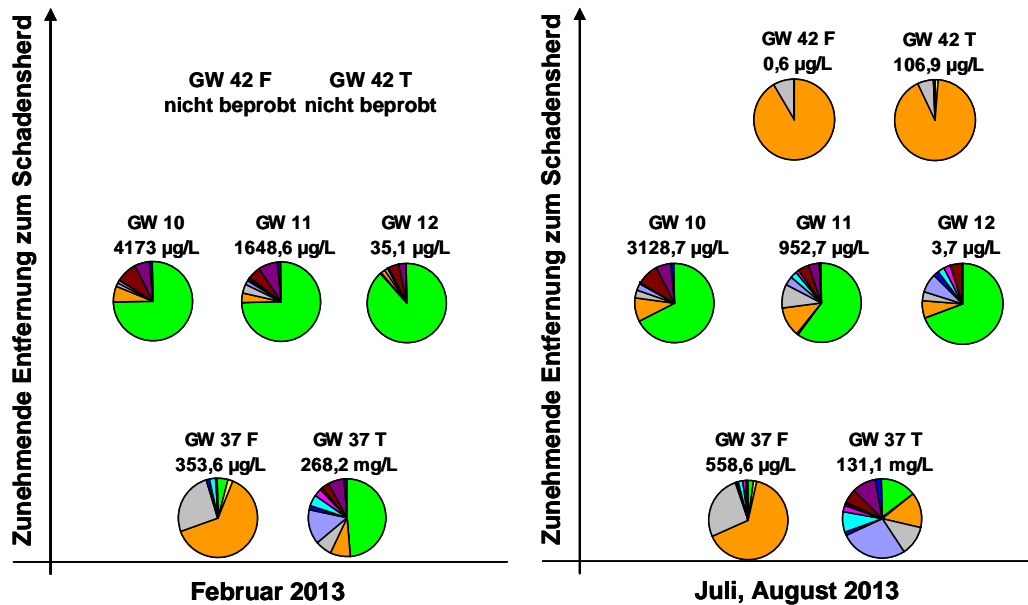 Zunehmende Entfernung zum Schadensherd
GW 42 F
nicht beprobt
GW 42 T
nicht beprobt
GW 10
4173 µg/L
GW 11
1648,6 µg/L
GW 12
35,1 µg/L
GW 37 F
353,6 µg/L
GW 37 T
268,2 mg/L
Februar 2013
Zunehmende Entfernung zum Schadensherd
GW 42 F
0,6 µg/L
GW 42 T
106,9 µg/L
GW 10
3128,7 µg/L
GW 11
952,7 µg/L
GW 12
3,7 µg/L
GW 37 F
558,6 µg/L
GW 37 T
131,1 mg/L
Juli, August 2013